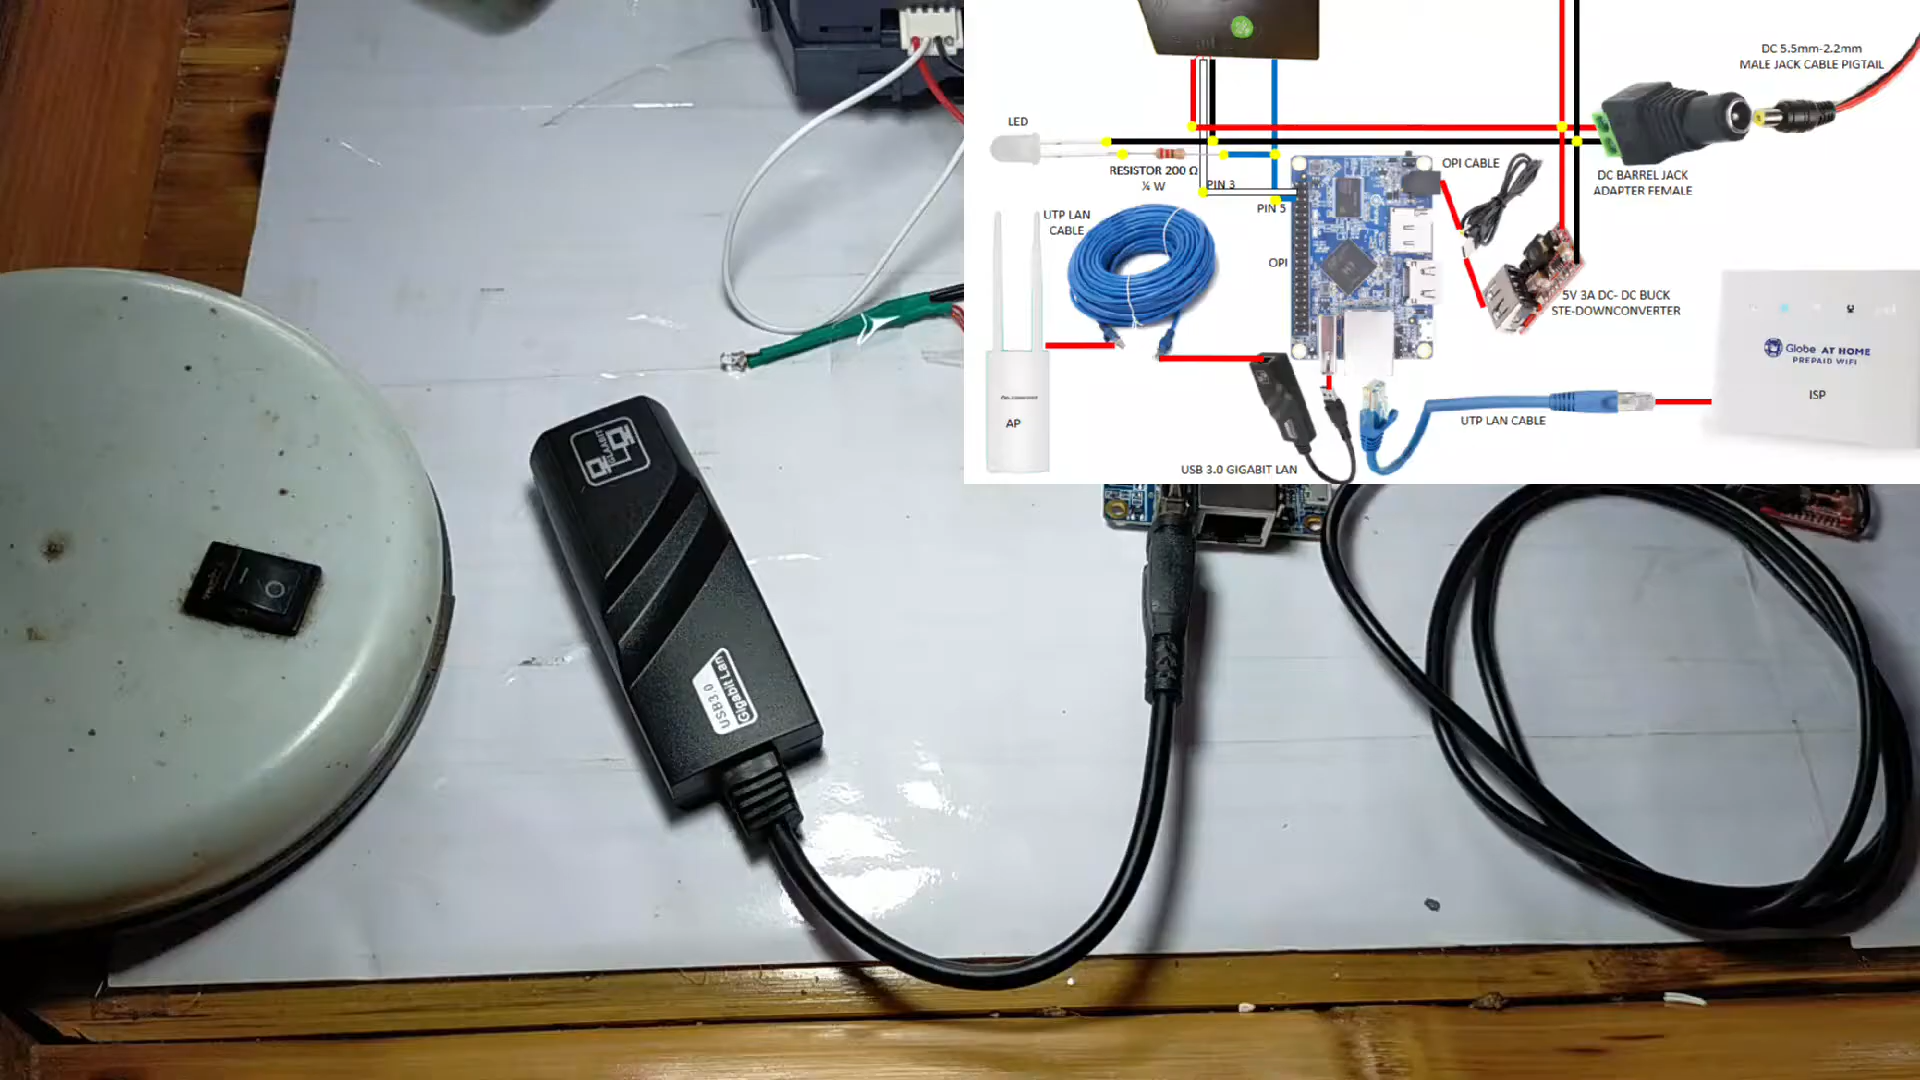 DC 5.5mm-2.2mm
MALE JACK CABLE PIGTAIL
LED
RESISTOR 200 Ω
¼ W
PIN 3
PIN 5
OPI CABLE
DC BARREL JACK
ADAPTER FEMALE
UTP LAN
CABLE
OPI
5V 3A DC- DC BUCK
STE-DOWNCONVERTER
Globe AT HOME
PREPAID WIFI
ISP
AP
UTP LAN CABLE
USB 3.0 GIGABIT LAN
GIGABIT
USB3.0
Gigabit Lan